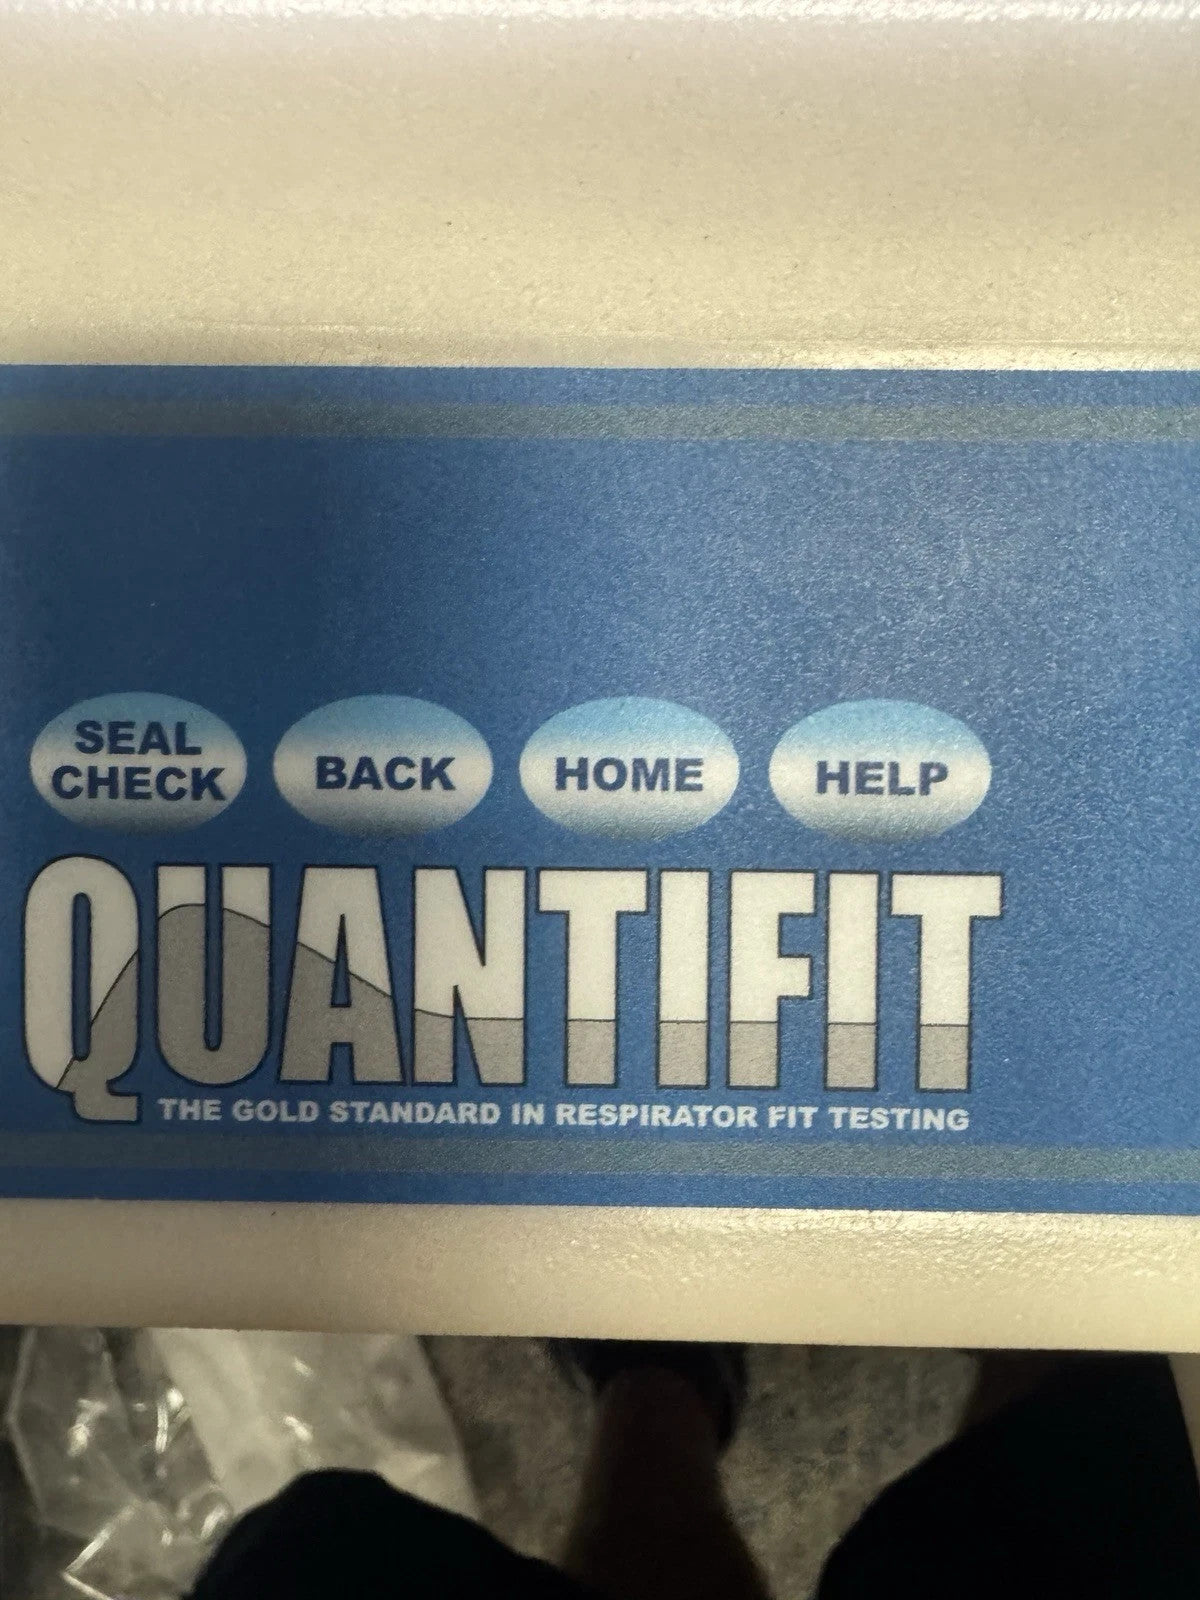 SEAL
CHECK
BACK
HOME
HELP
QUANTIFIT
THE GOLD STANDARD IN RESPIRATOR FIT TESTING